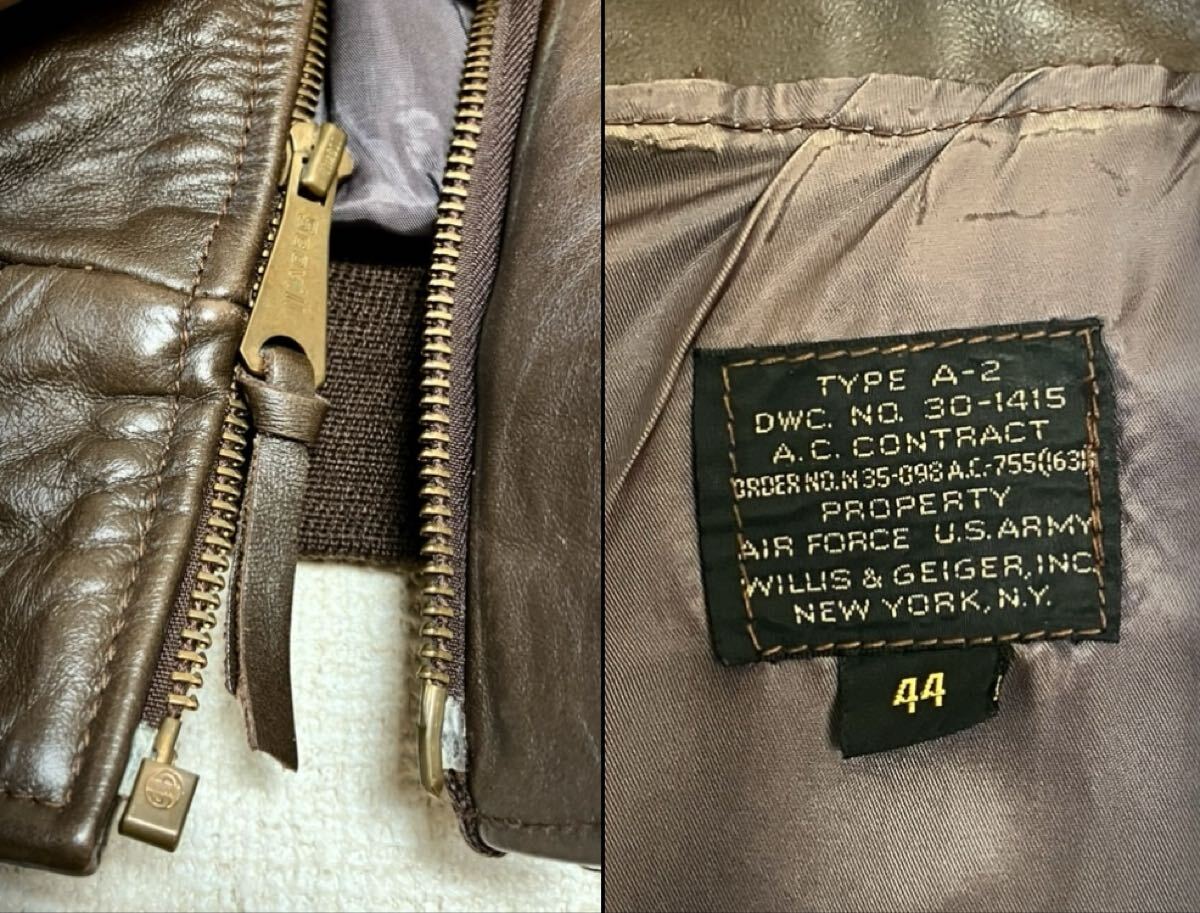 TYPE A-2
DWG. NO. 30-1415
A.C. CONTRACT
ORDER NO. M 35-098 A.C.-755(163)
PROPERTY
AIR FORCE U.S. ARMY
WILLIS & GEIGER, INC.
NEW YORK, N.Y.
44